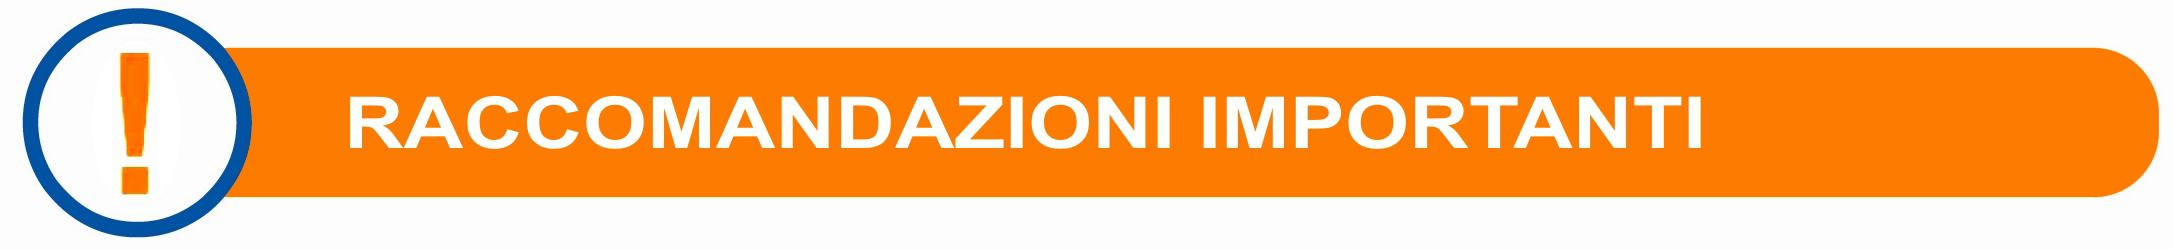 ! RACCOMANDAZIONI IMPORTANTI